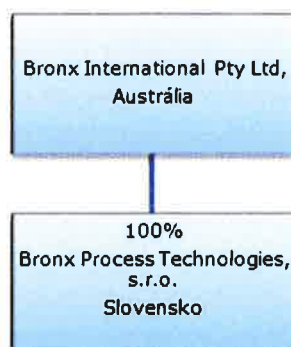 Bronx International Pty Ltd,
Austrália
100%
Bronx Process Technologies,
s.r.o.
Slovensko